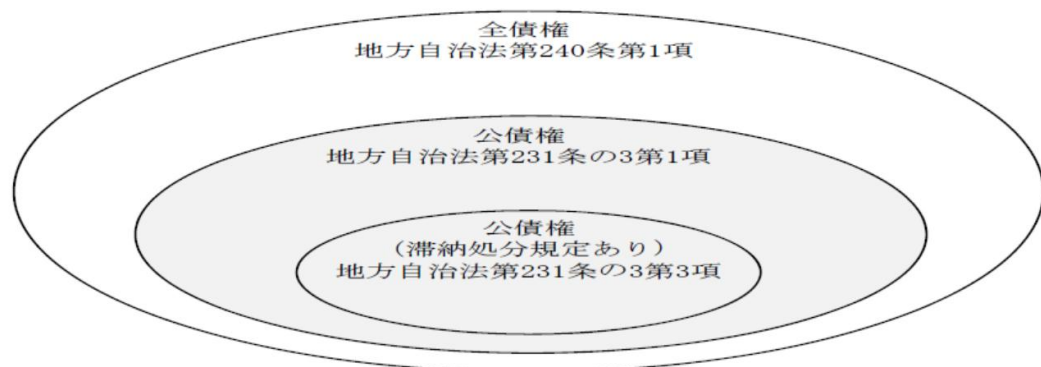 全債権
地方自治法第240条第1項
公債権
地方自治法第231条の3第1項
公債権
（滞納処分規定あり）
地方自治法第231条の3第3項